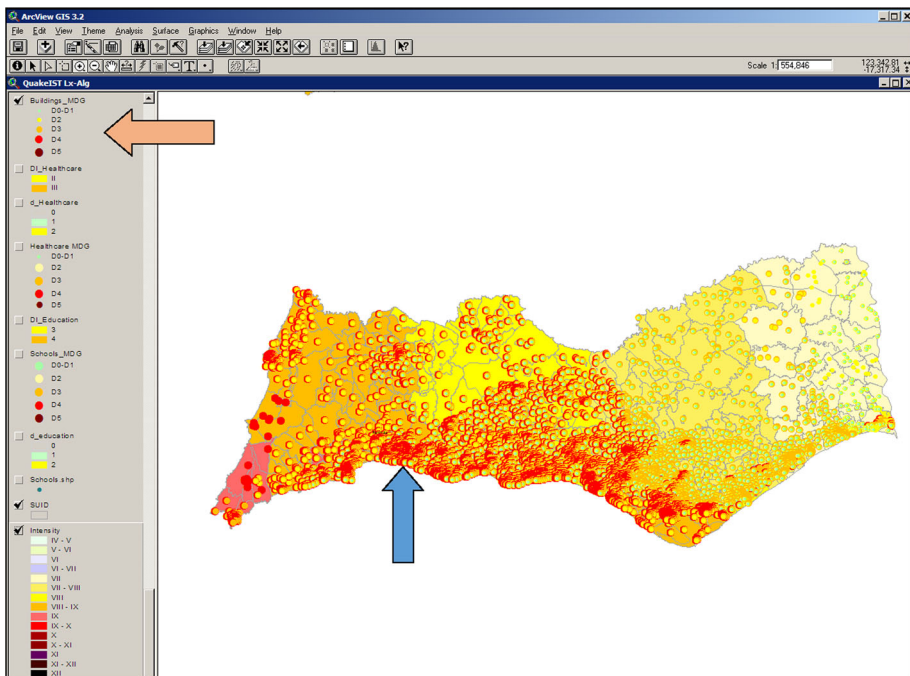 ArcView GIS 3.2
File Edit View Theme Analysis Surface Graphics Window Help
Scale 1: 554,846
123,342.81
-17,317.34
QuakeIST Lx-Alg
Buildings_MDG
D0-D1
D2
D3
D4
D5
DI_Healthcare
II
III
d_Healthcare
0
1
2
Healthcare MDG
D0-D1
D2
D3
D4
D5
DI_Education
3
4
Schools_MDG
D0-D1
D2
D3
D4
D5
d_education
0
1
2
Schools.shp
SUID
Intensity
IV - V
V - VI
VI
VI - VII
VII
VII - VIII
VIII
VIII - IX
IX
IX - X
X
X - XI
XI
XI - XII
XII